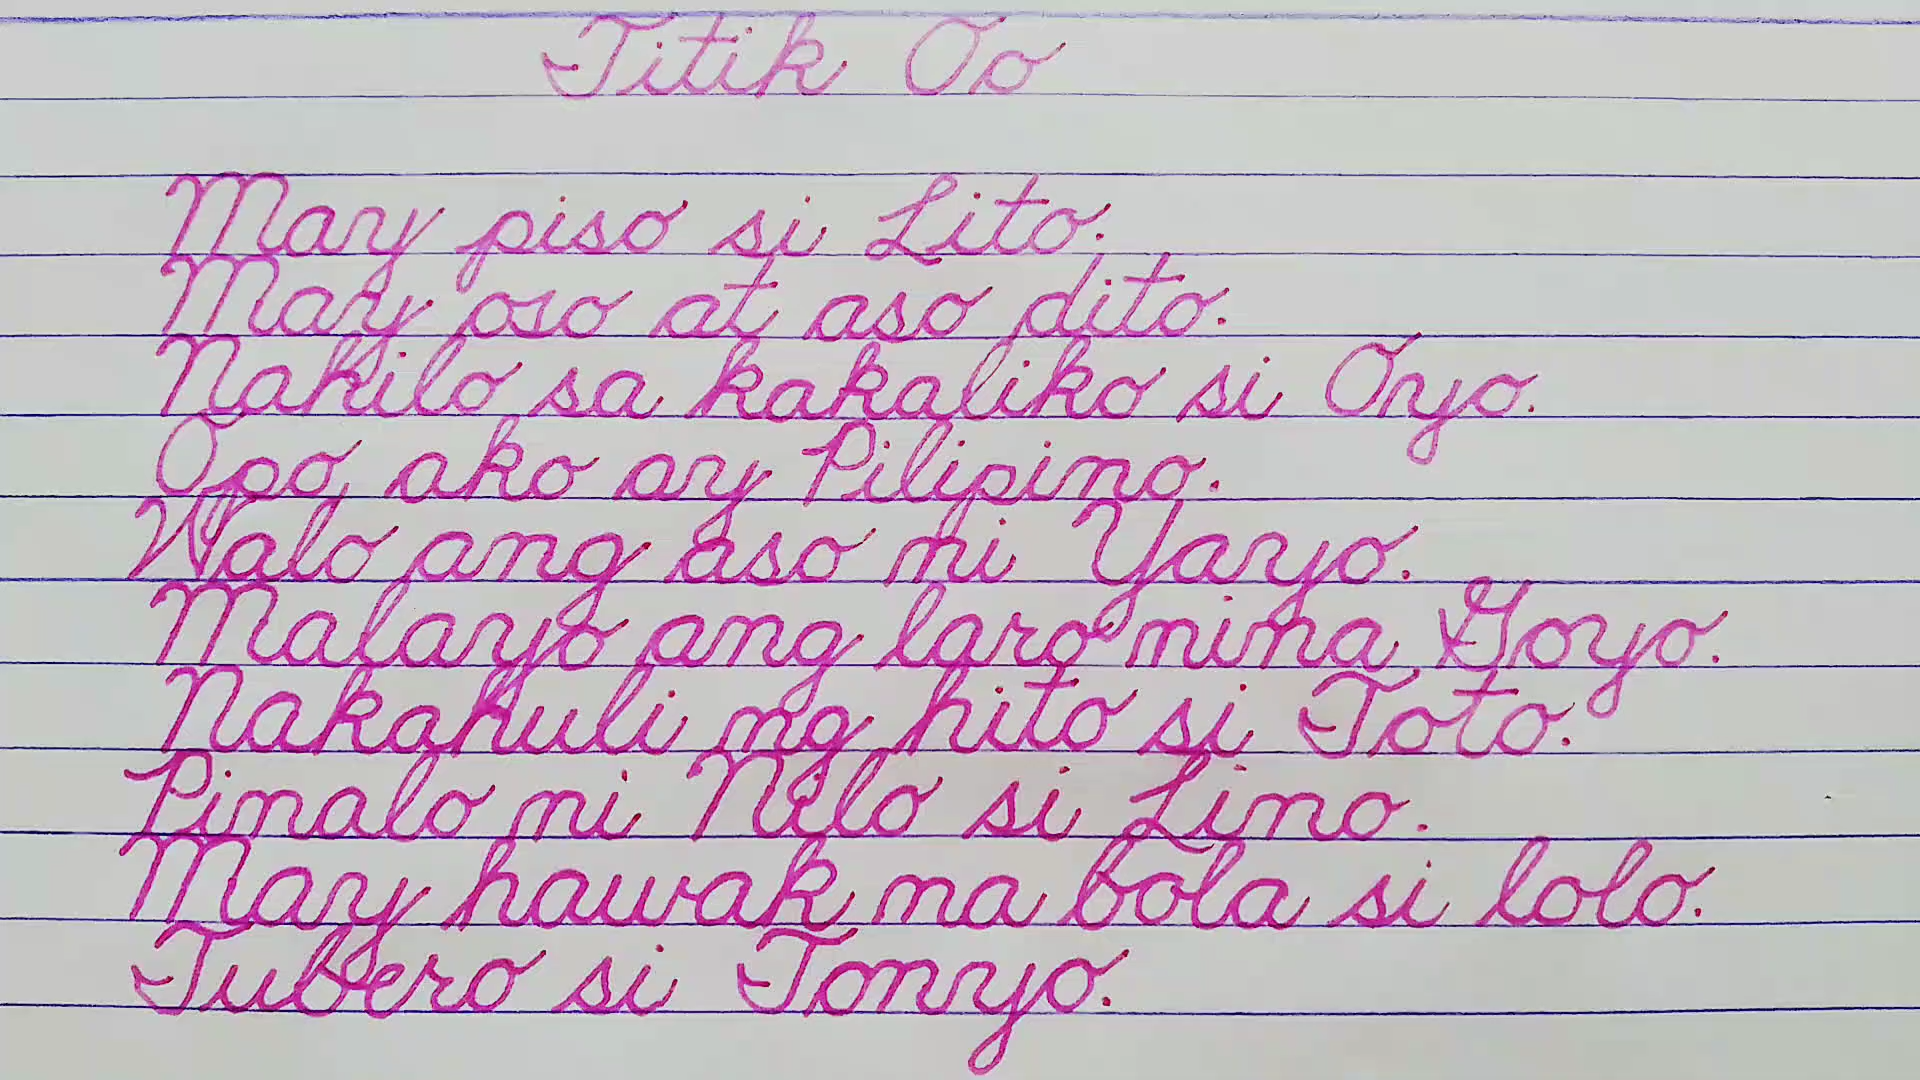 Titik Oo
May piso si Lito.
May oso at aso dito.
Nahilo sa kakaliko si Oyo.
Opo, ako ay Pilipino.
Walo ang aso ni Yayo.
Malayo ang laro nina Goyo.
Nakahuli ng hito si Toto.
Pinalo ni Nilo si Lino.
May hawak na bola si lolo.
Tubero si Tonyo.